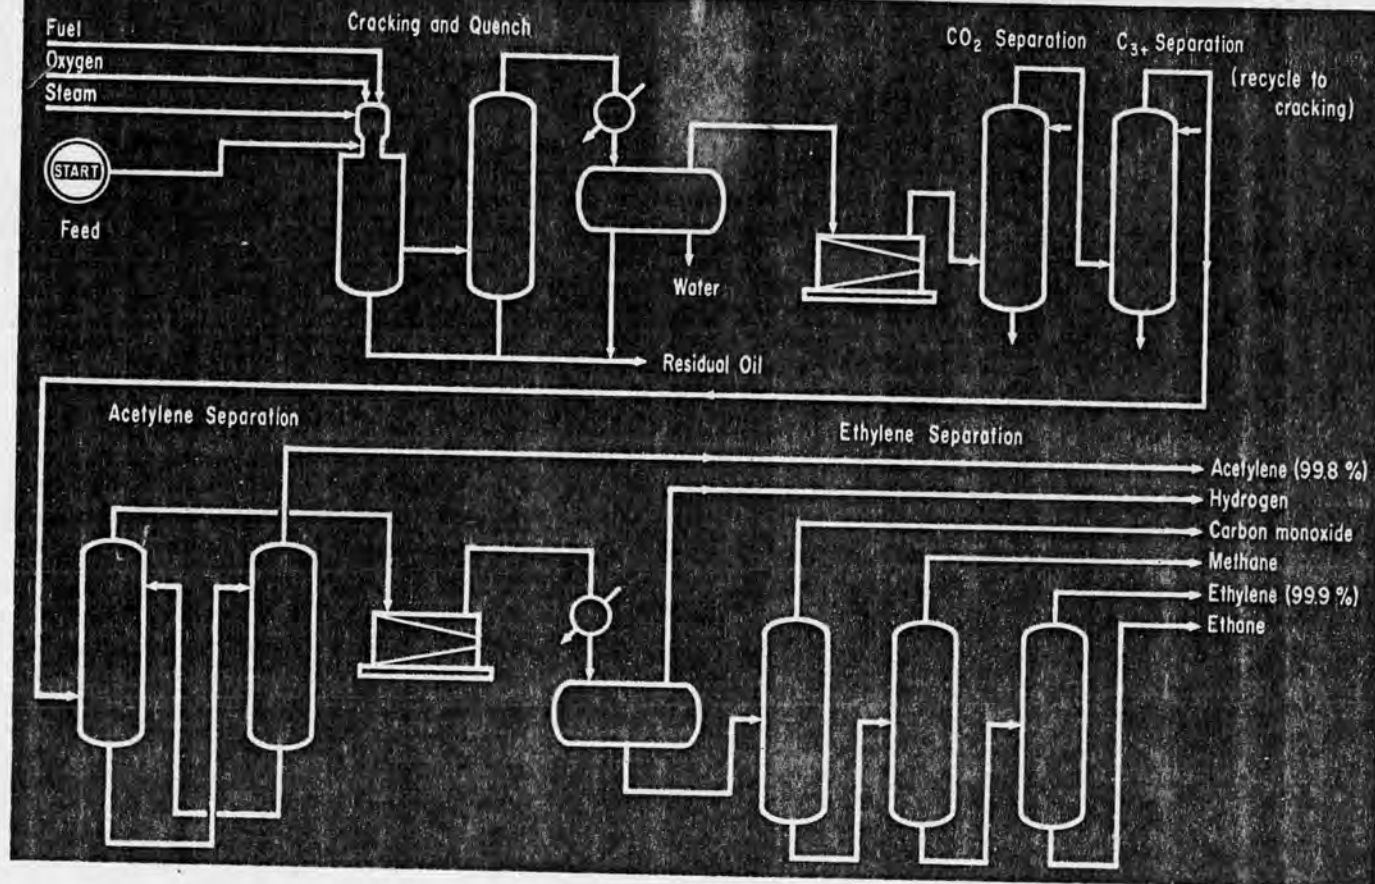 Fuel
Oxygen
Steam
START
Feed
Cracking and Quench
CO₂ Separation
C₃₊ Separation
(recycle to
cracking)
Water
Residual Oil
Acetylene Separation
Ethylene Separation
Acetylene (99.8 %)
Hydrogen
Carbon monoxide
Methane
Ethylene (99.9 %)
Ethane